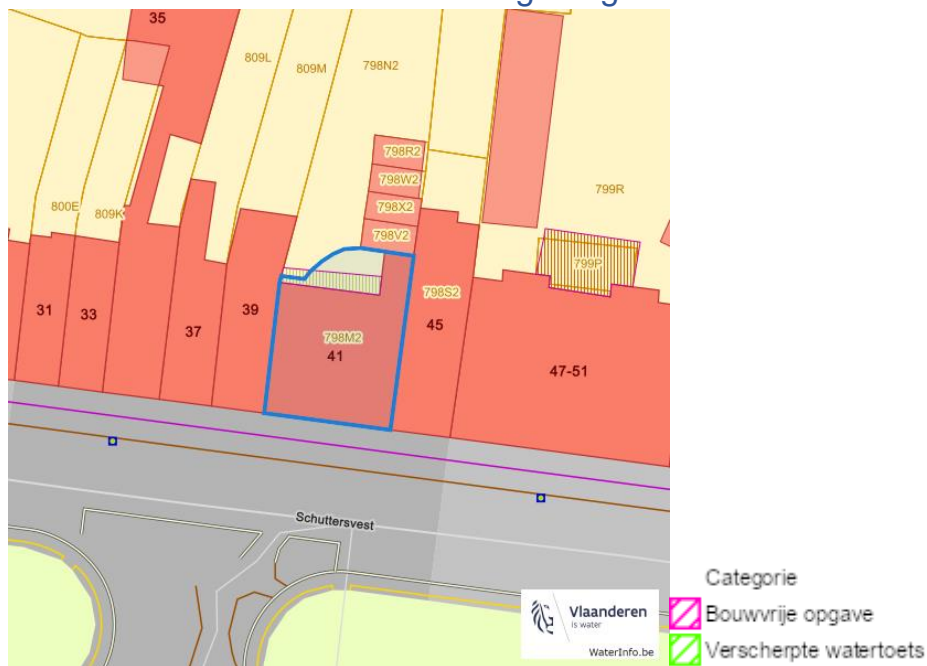 35
809L
809M
798N2
798R2
798W2
799R
798X2
800E
809K
798V2
799P
798S2
31
33
39
37
798M2
45
41
47-51
Schuttersvest
Vlaanderen
is water
WaterInfo.be
Categorie
Bouwvrije opgave
Verscherpte watertoets